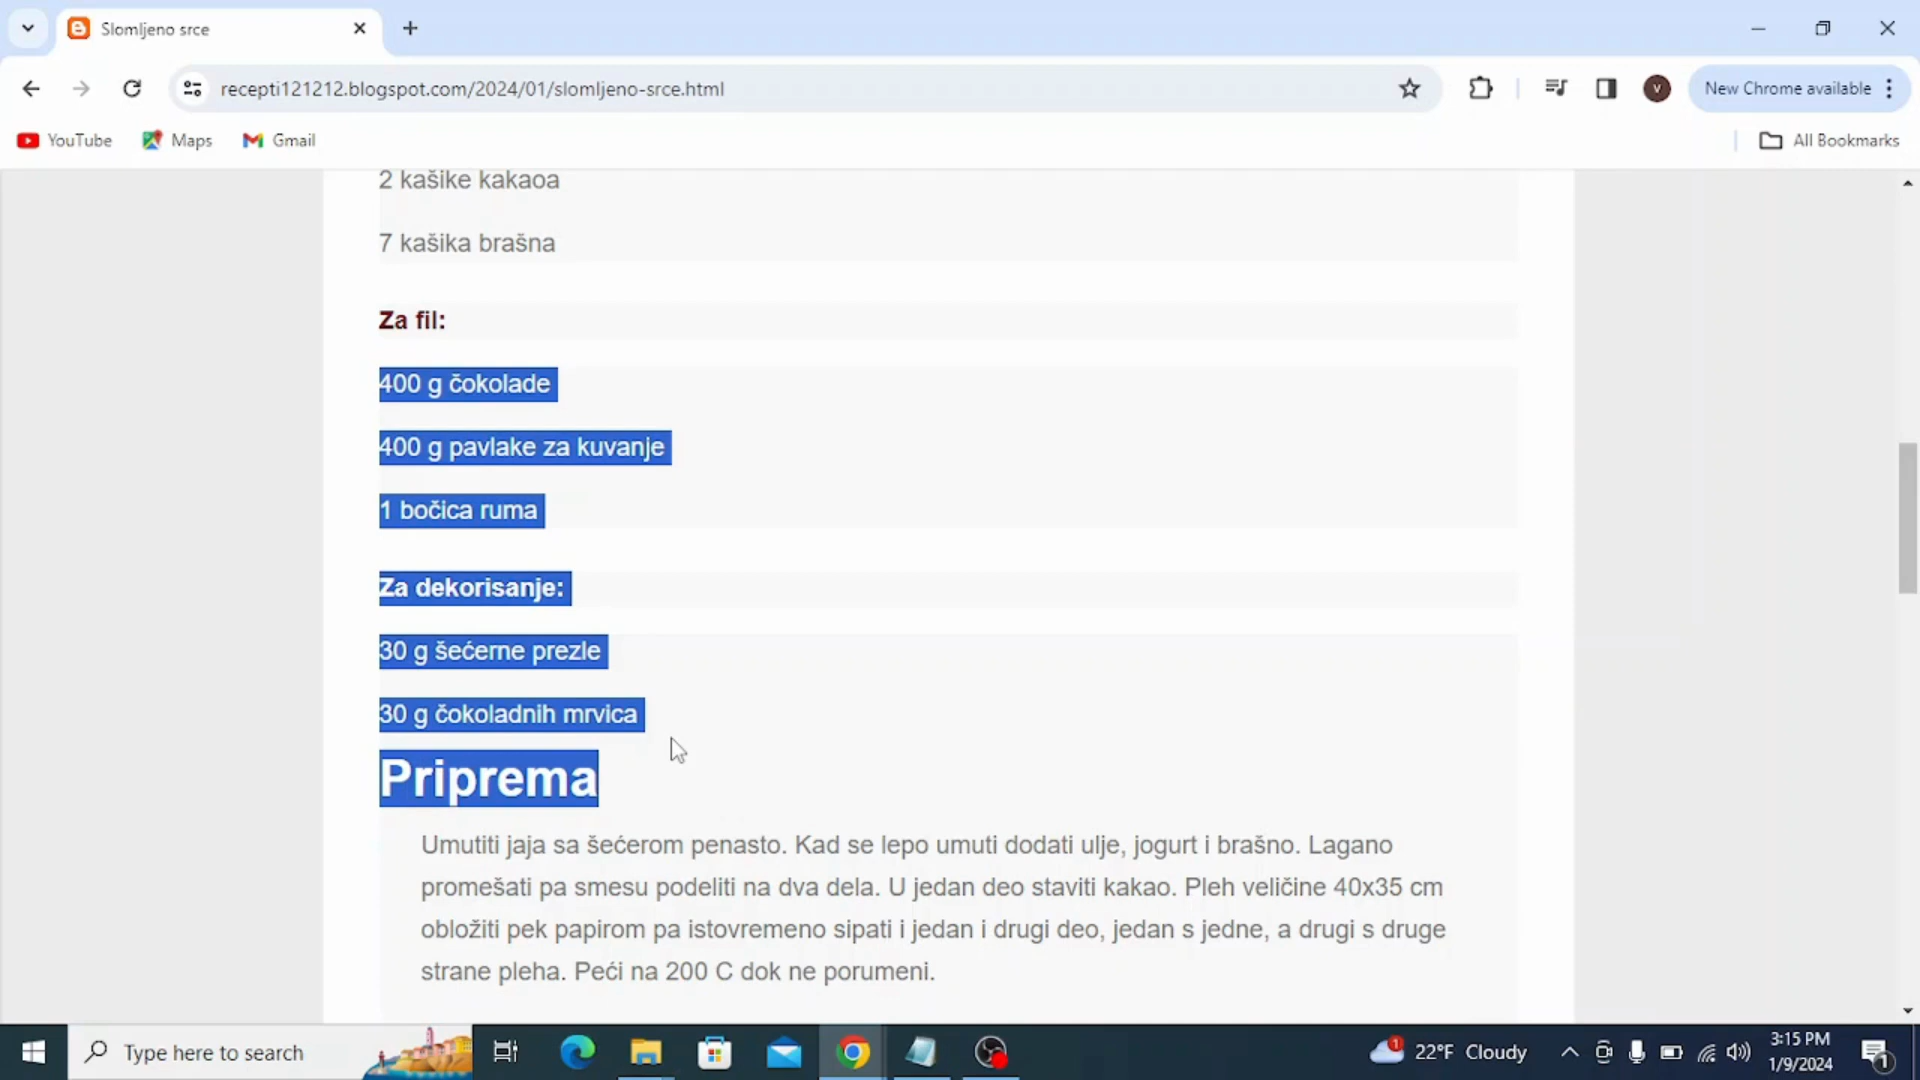 Slomljeno srce
recepti121212.blogspot.com/2024/01/slomljeno-srce.html
V
New Chrome available
YouTube
Maps
Gmail
All Bookmarks
2 kašike kakaoa
7 kašika brašna
Za fil:
400 g čokolade
400 g pavlake za kuvanje
1 bočica ruma
Za dekorisanje:
30 g šećerne prezle
30 g čokoladnih mrvica
Priprema
Umutiti jaja sa šećerom penasto. Kad se lepo umuti dodati ulje, jogurt i brašno. Lagano
promešati pa smesu podeliti na dva dela. U jedan deo staviti kakao. Pleh veličine 40x35 cm
obložiti pek papirom pa istovremeno sipati i jedan i drugi deo, jedan s jedne, a drugi s druge
strane pleha. Peći na 200 C dok ne porumeni.
Type here to search
1
22°F Cloudy
3:15 PM
1/9/2024
1